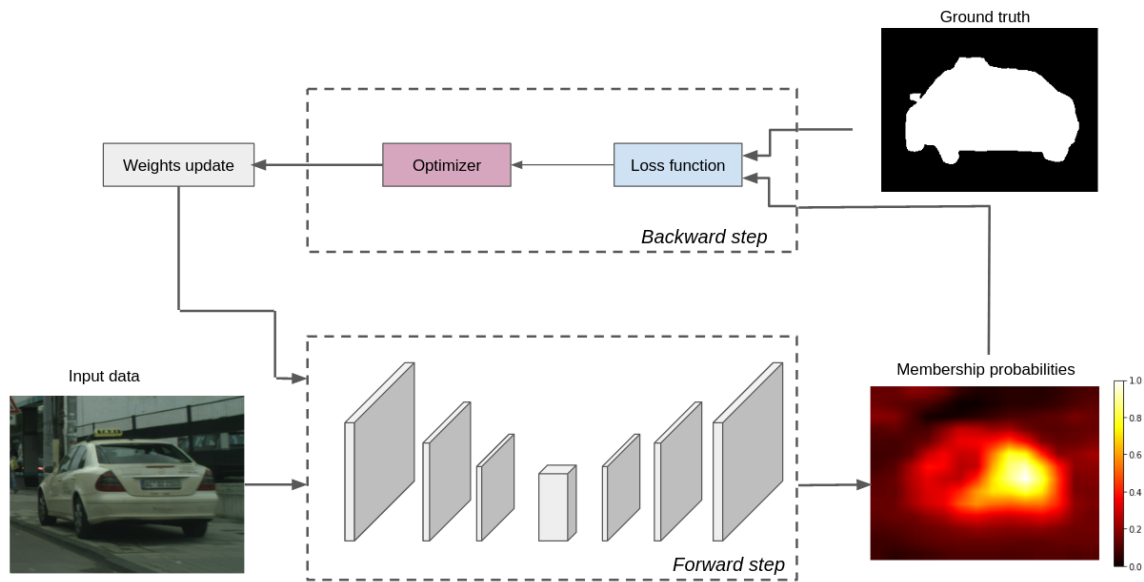 Ground truth
Weights update
Optimizer
Loss function
Backward step
Input data
Membership probabilities
1.0
0.8
0.6
0.4
0.2
0.0
TAXI
Forward step